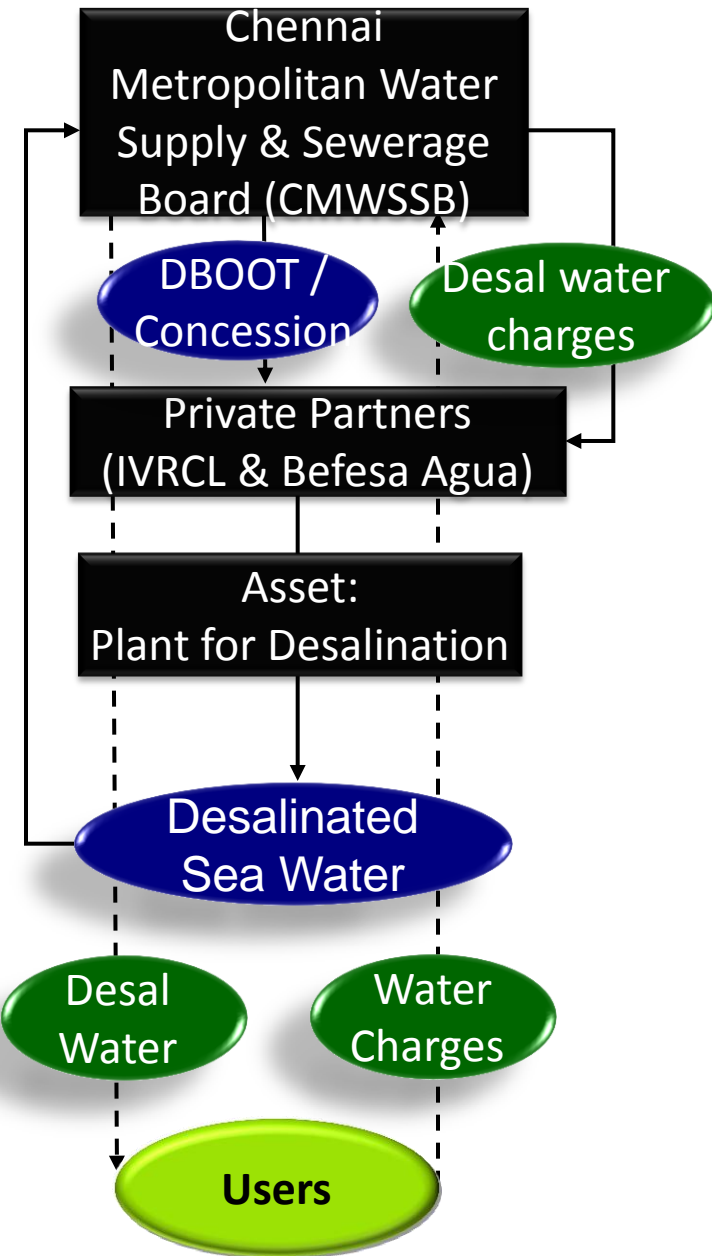 Chennai
Metropolitan Water
Supply & Sewerage
Board (CMWSSB)
DBOOT /
Concession
Desal water
charges
Private Partners
(IVRCL & Befesa Agua)
Asset:
Plant for Desalination
Desalinated
Sea Water
Desal
Water
Water
Charges
Users